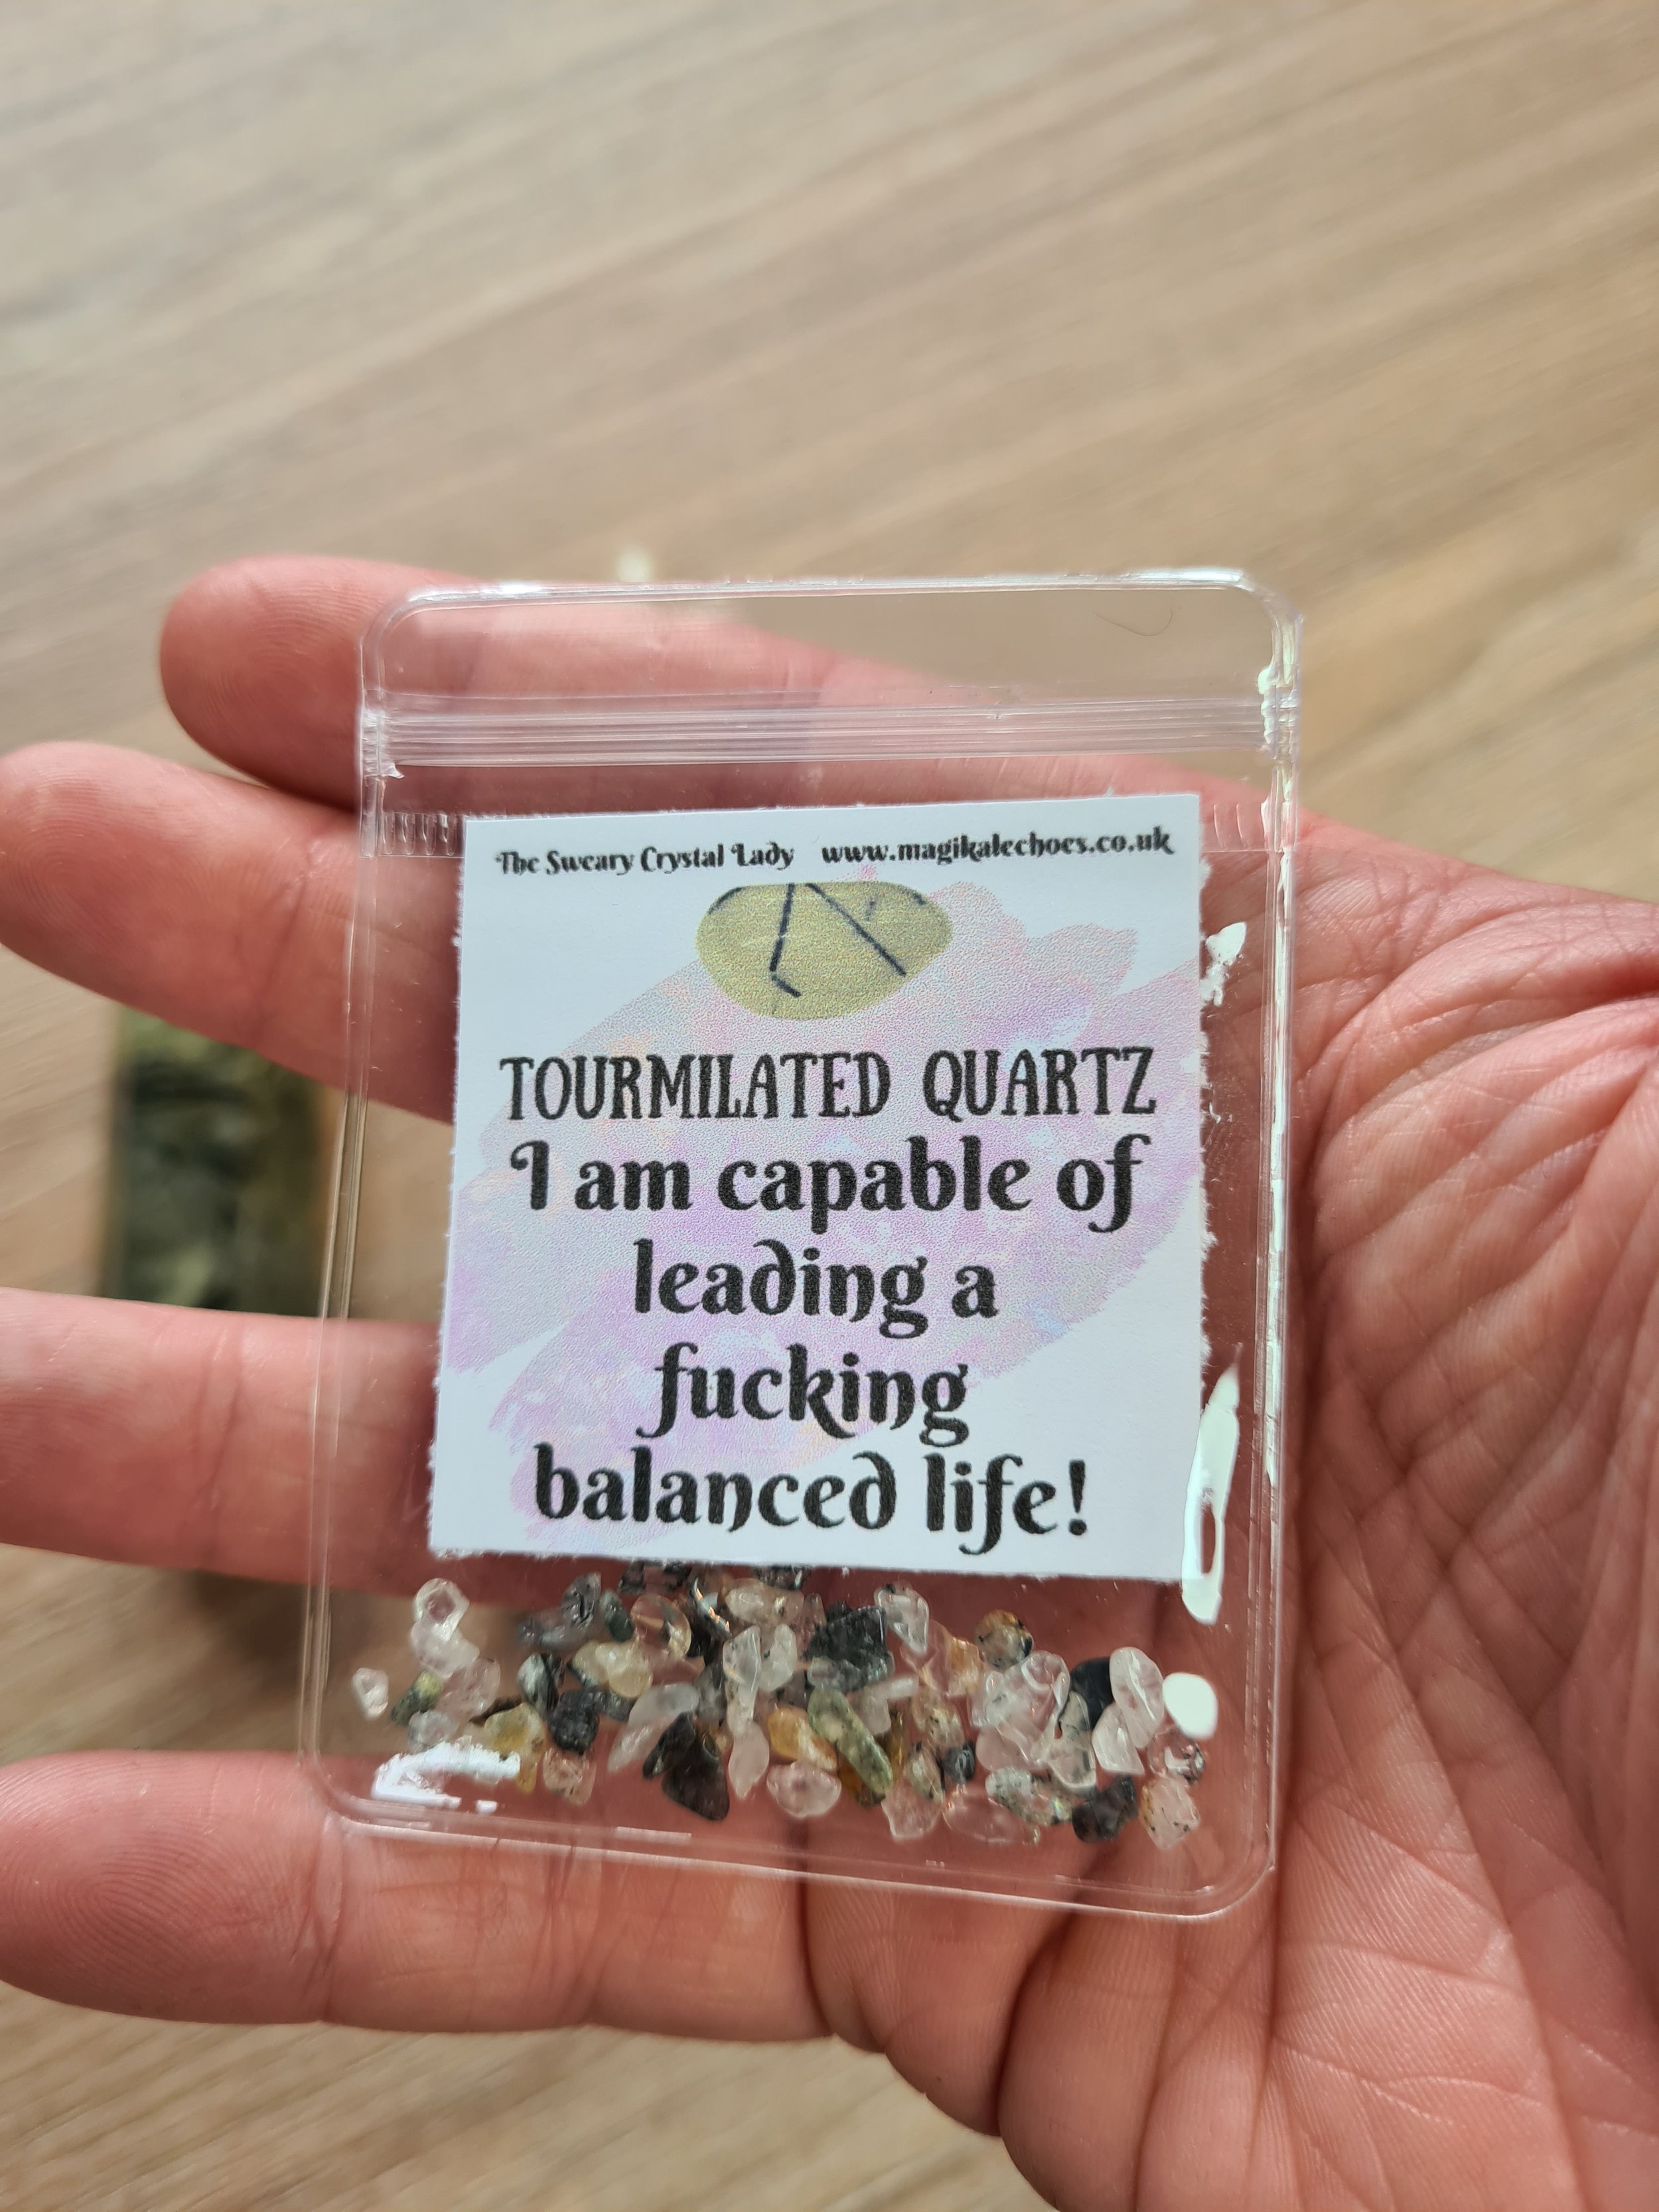 The Sweary Crystal Lady www.magikalechoes.co.uk
TOURMILATED QUARTZ
I am capable of
leading a
fucking
balanced life!